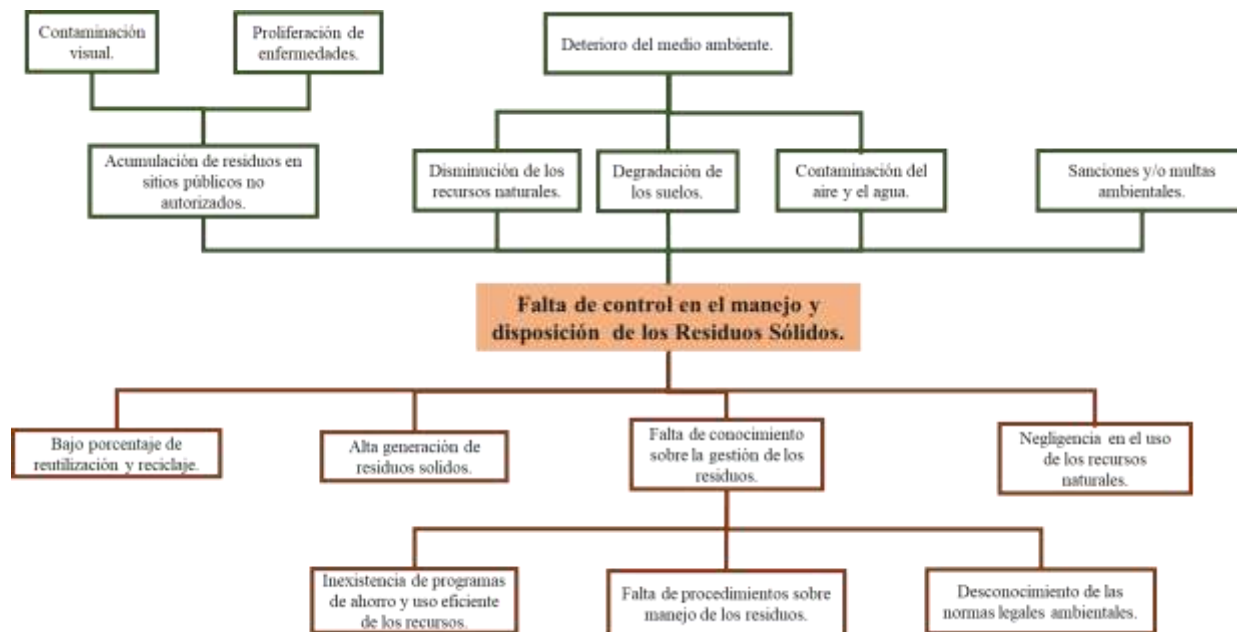 Contaminación
visual.
Proliferación de
enfermedades.
Deterioro del medio ambiente.
Acumulación de residuos en
sitios públicos no
autorizados.
Disminución de los
recursos naturales.
Degradación de
los suelos.
Contaminación del
aire y el agua.
Sanciones y/o multas
ambientales.
Falta de control en el manejo y
disposición de los Residuos Sólidos.
Bajo porcentaje de
reutilización y reciclaje.
Alta generación de
residuos solidos.
Falta de conocimiento
sobre la gestión de los
residuos.
Negligencia en el uso
de los recursos
naturales.
Inexistencia de programas
de ahorro y uso eficiente
de los recursos.
Falta de procedimientos sobre
manejo de los residuos.
Desconocimiento de las
normas legales ambientales.